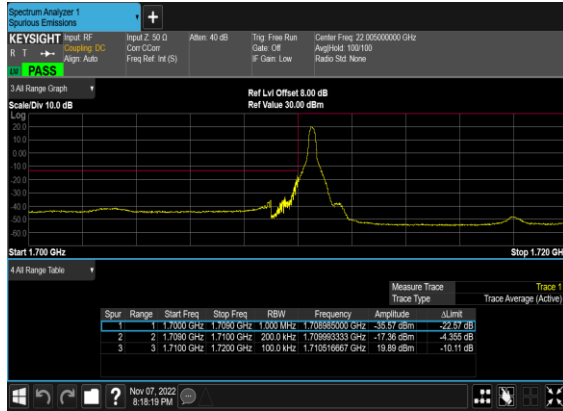 Spectrum Analyzer 1
Spurious Emissions
KEYSIGHT Input: RF Input Z: 50 Ω Atten: 40 dB Trig: Free Run Center Freq: 22.005000000 GHz
R T Coupling: DC Corr CCorr Gate: Off Avg|Hold: 100/100
Align: Auto Freq Ref: Int (S) IF Gain: Low Radio Std: None
PASS
3 All Range Graph
Ref Lvl Offset 8.00 dB
Scale/Div 10.0 dB Ref Value 30.00 dBm
Log
20.0
10.0
0.00
-10.0
-20.0
-30.0
-40.0
-50.0
-60.0
Start 1.700 GHz Stop 1.720 GH
4 All Range Table
Measure Trace Trace 1
Trace Type Trace Average (Active)
Spur Range Start Freq Stop Freq RBW Frequency Amplitude ΔLimit
1 1 1.7000 GHz 1.7090 GHz 1.000 MHz 1.708985000 GHz -35.57 dBm -22.57 dB
2 2 1.7090 GHz 1.7100 GHz 200.0 kHz 1.709993333 GHz -17.36 dBm -4.355 dB
3 3 1.7100 GHz 1.7200 GHz 100.0 kHz 1.710516667 GHz 19.89 dBm -10.11 dB
Nov 07, 2022
8:18:19 PM